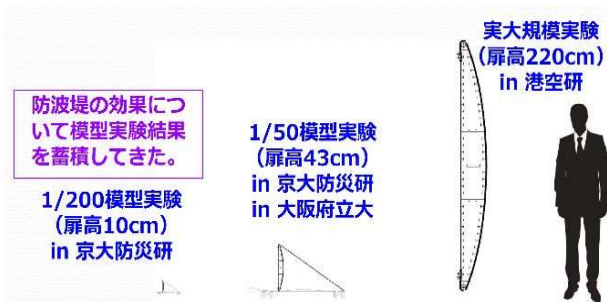 防波堤の効果につ
いて模型実験結果
を蓄積してきた。
1/200模型実験
（扉高10cm）
in 京大防災研
1/50模型実験
（扉高43cm）
in 京大防災研
in 大阪府立大
実大規模実験
（扉高220cm）
in 港空研